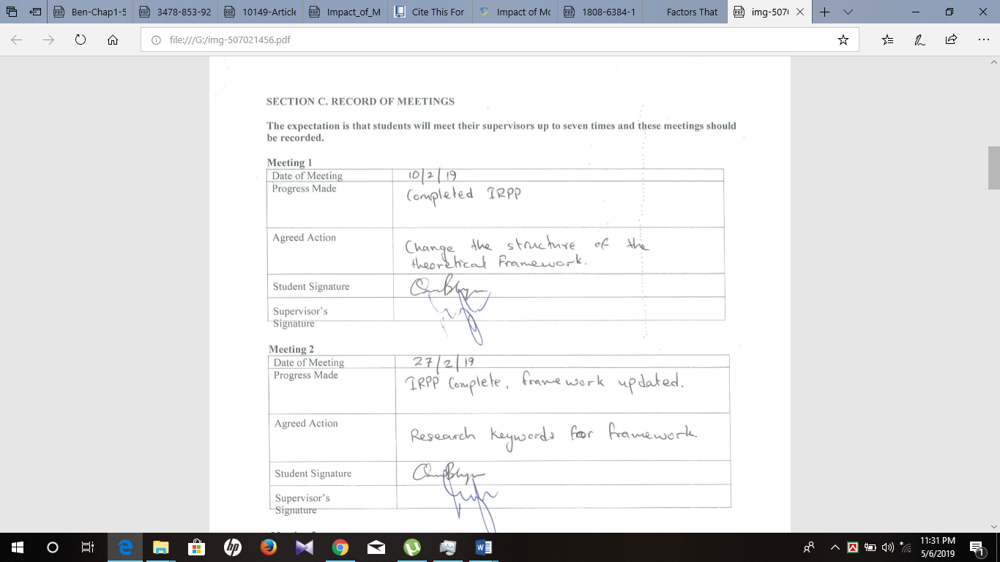 Ben-Chap1-5
3478-853-92
10149-Article
Impact_of_M
Cite This For
Impact of Mc
1808-6384-1
Factors That
img-507
file:///G:/img-507021456.pdf
SECTION C. RECORD OF MEETINGS
The expectation is that students will meet their supervisors up to seven times and these meetings should
be recorded.
Meeting 1
Date of Meeting 10/2/19
Progress Made Completed IRPP
Agreed Action Change the structure of the
theoretical Framework.
Student Signature
Supervisor's
Signature
Meeting 2
Date of Meeting 27/2/19
Progress Made IRPP Complete, framework updated.
Agreed Action Research keywords for framework.
Student Signature
Supervisor's
Signature
11:31 PM
5/6/2019
1